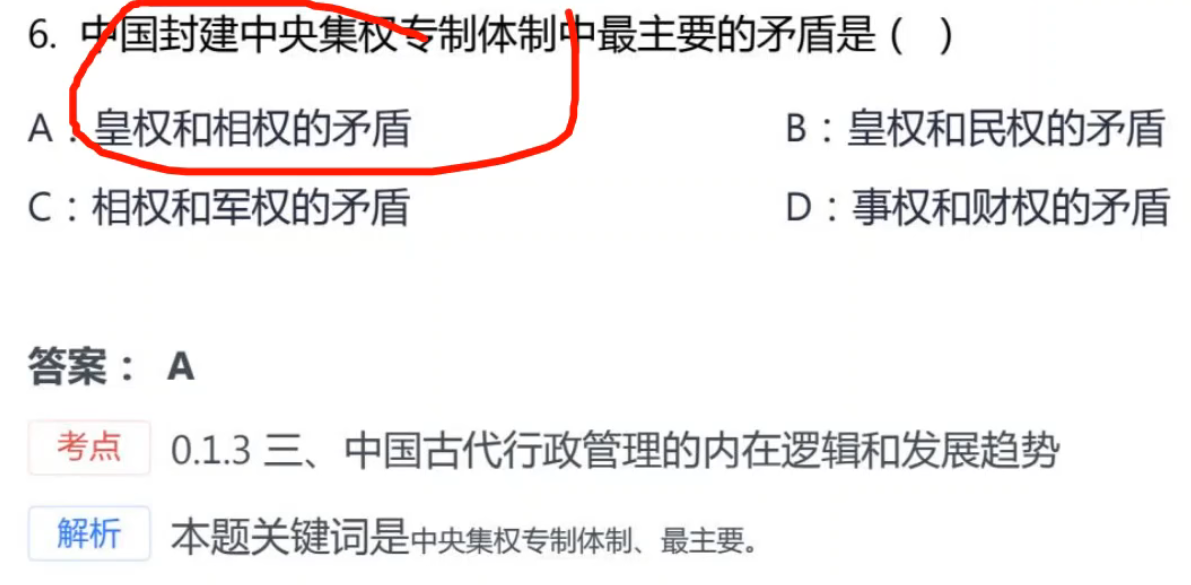 6. 中国封建中央集权专制体制中最主要的矛盾是（ ）
A：皇权和相权的矛盾 B：皇权和民权的矛盾
C：相权和军权的矛盾 D：事权和财权的矛盾
答案： A
考点 0.1.3 三、中国古代行政管理的内在逻辑和发展趋势
解析 本题关键词是中央集权专制体制、最主要。